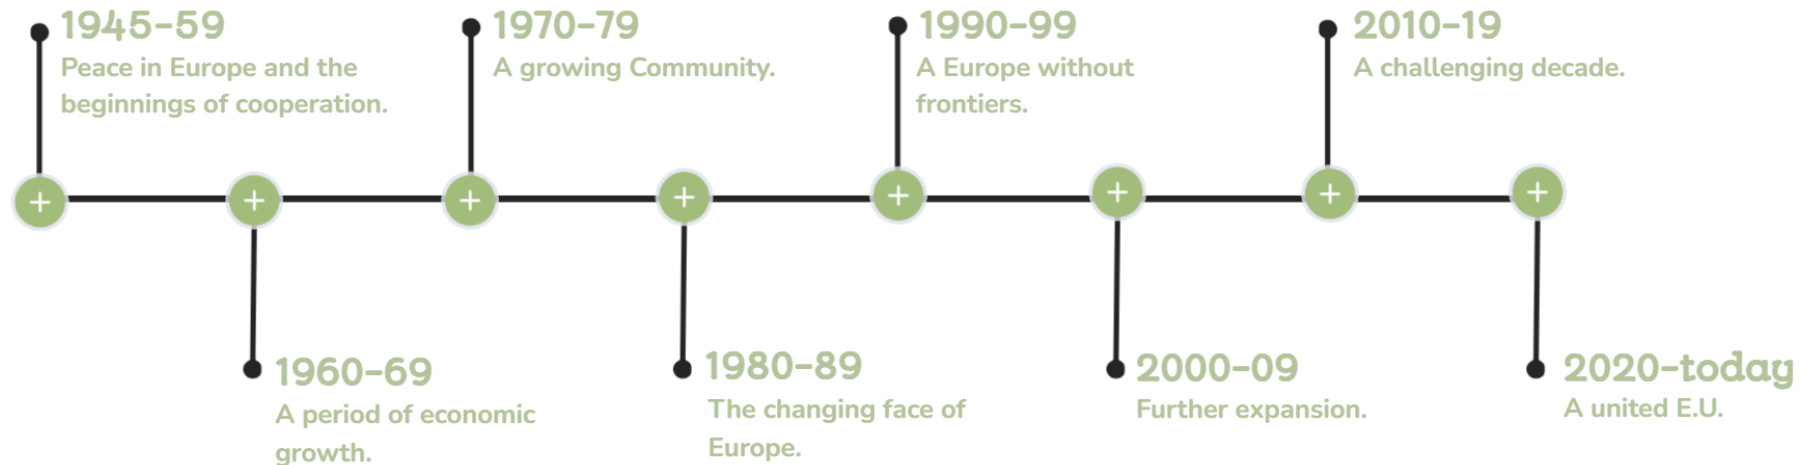 1945–59
Peace in Europe and the
beginnings of cooperation.
1960–69
A period of economic
growth.
1970–79
A growing Community.
1980–89
The changing face of
Europe.
1990–99
A Europe without
frontiers.
2000–09
Further expansion.
2010–19
A challenging decade.
2020–today
A united E.U.